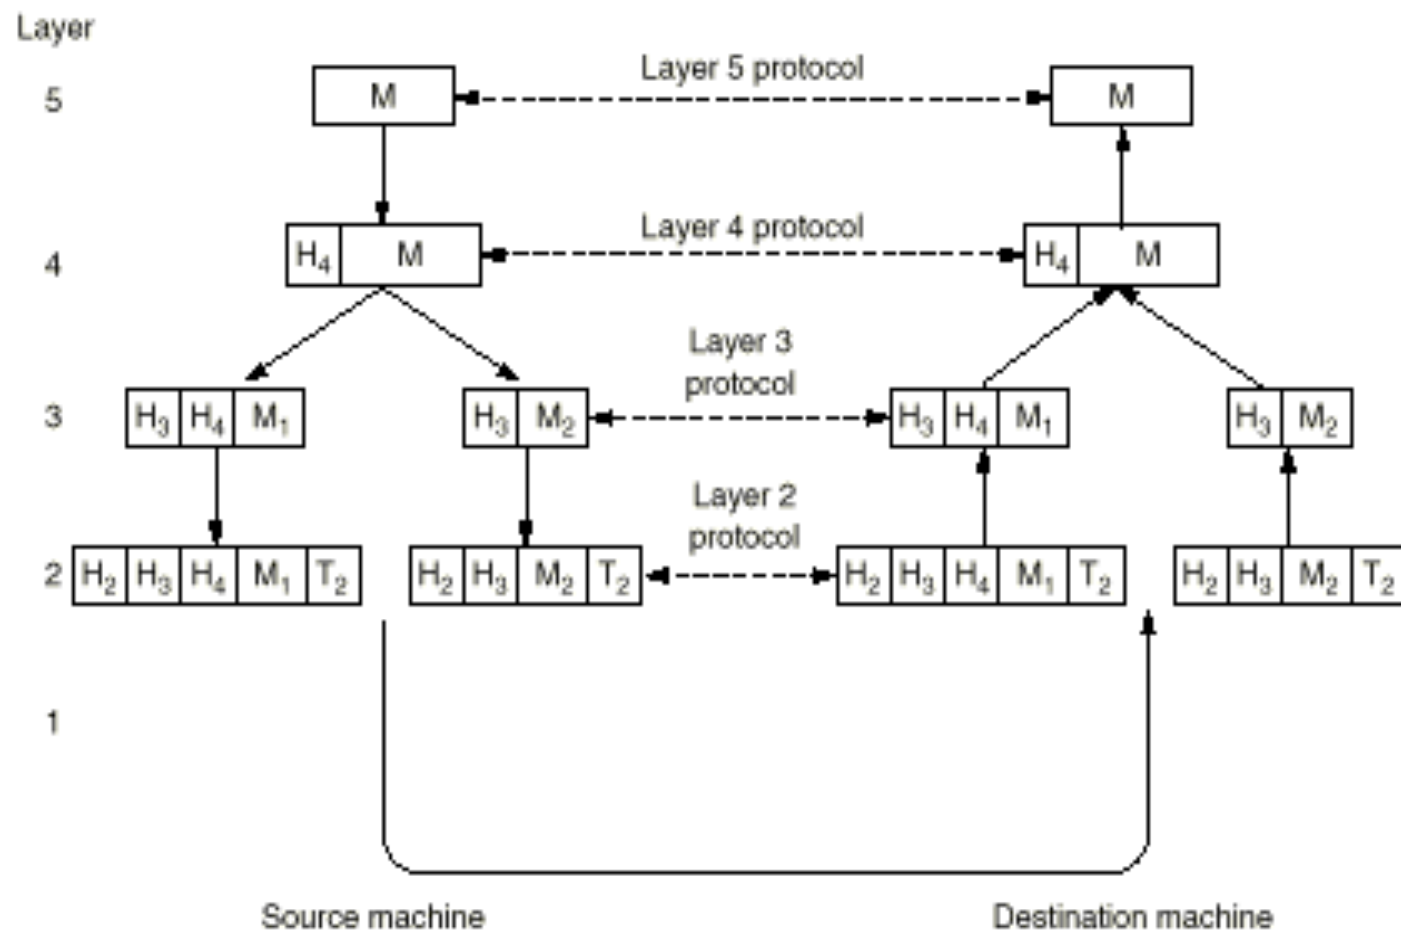 Layer
5 M Layer 5 protocol M
4 H₄ M Layer 4 protocol H₄ M
Layer 3
protocol
3 H₃ H₄ M₁ H₃ M₂ H₃ H₄ M₁ H₃ M₂
Layer 2
protocol
2 H₂ H₃ H₄ M₁ T₂ H₂ H₃ M₂ T₂ H₂ H₃ H₄ M₁ T₂ H₂ H₃ M₂ T₂
1
Source machine Destination machine